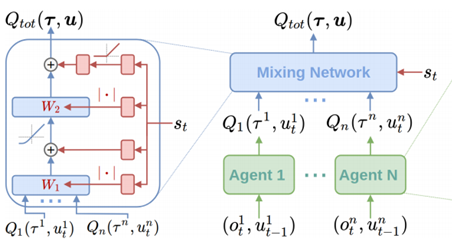 Q_tot(τ, u)
W_2
|·|
s_t
W_1
|·|
Q_1(τ^1, u_t^1) Q_n(τ^n, u_t^n)
Q_tot(τ, u)
Mixing Network
s_t
Q_1(τ^1, u_t^1) ... Q_n(τ^n, u_t^n)
Agent 1 ... Agent N
(o_t^1, u_{t-1}^1) (o_t^n, u_{t-1}^n)